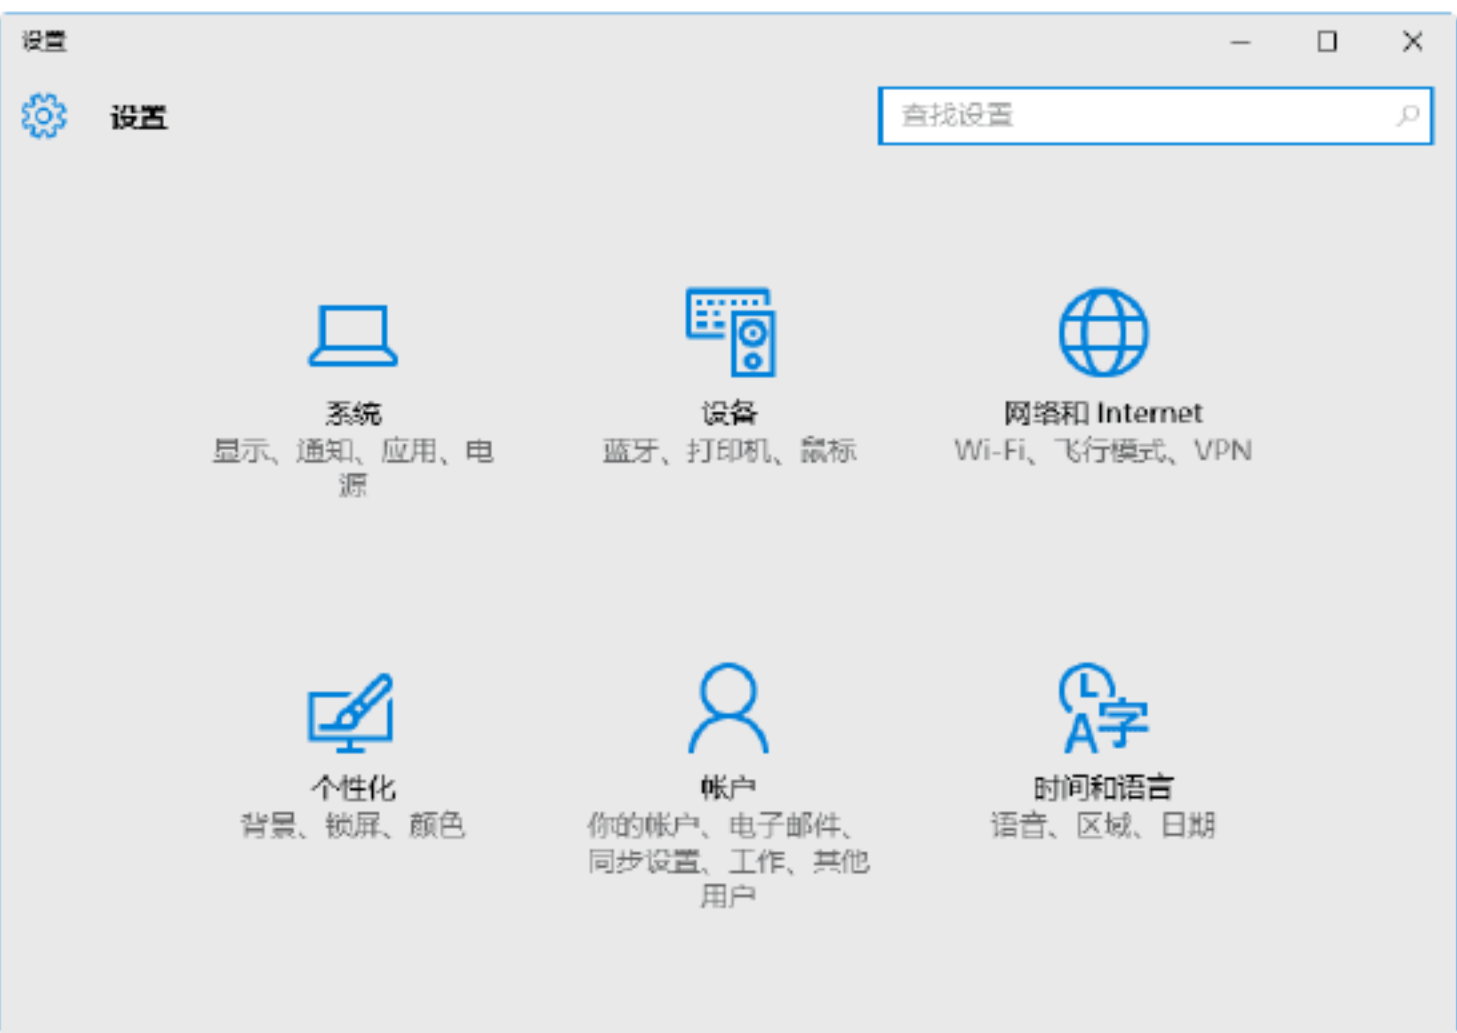 设置
设置
查找设置
系统
显示、通知、应用、电
源
设备
蓝牙、打印机、鼠标
网络和 Internet
Wi-Fi、飞行模式、VPN
个性化
背景、锁屏、颜色
帐户
你的帐户、电子邮件、
同步设置、工作、其他
用户
时间和语言
语音、区域、日期